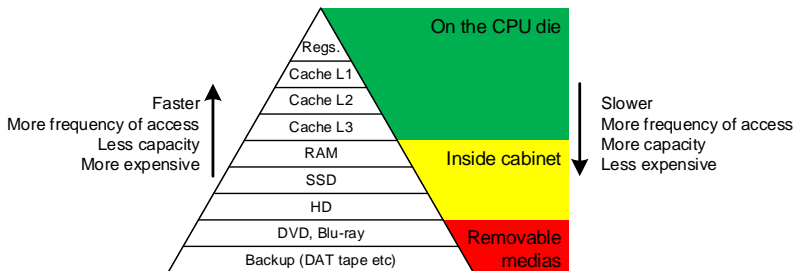 On the CPU die
Regs.
Cache L1
Cache L2
Cache L3
RAM
SSD
HD
DVD, Blu-ray
Backup (DAT tape etc)
Faster
More frequency of access
Less capacity
More expensive
Inside cabinet
Removable
medias
Slower
More frequency of access
More capacity
Less expensive